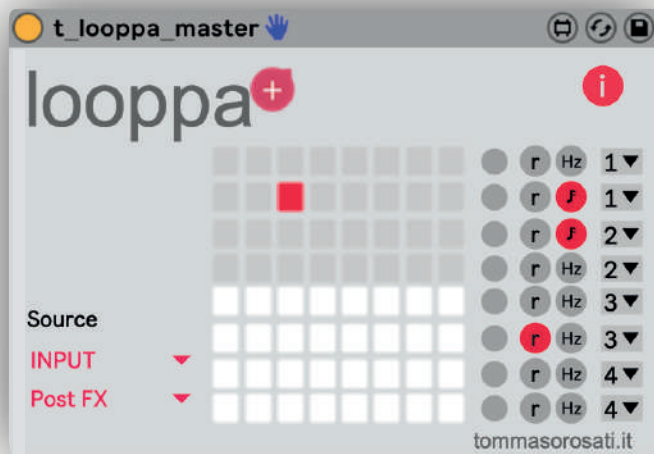 t_looppa_master
looppa+
i
r Hz 1
r 1
r 2
r Hz 2
r Hz 3
r Hz 3
r Hz 4
r Hz 4
Source
INPUT
Post FX
tommasorosati.it